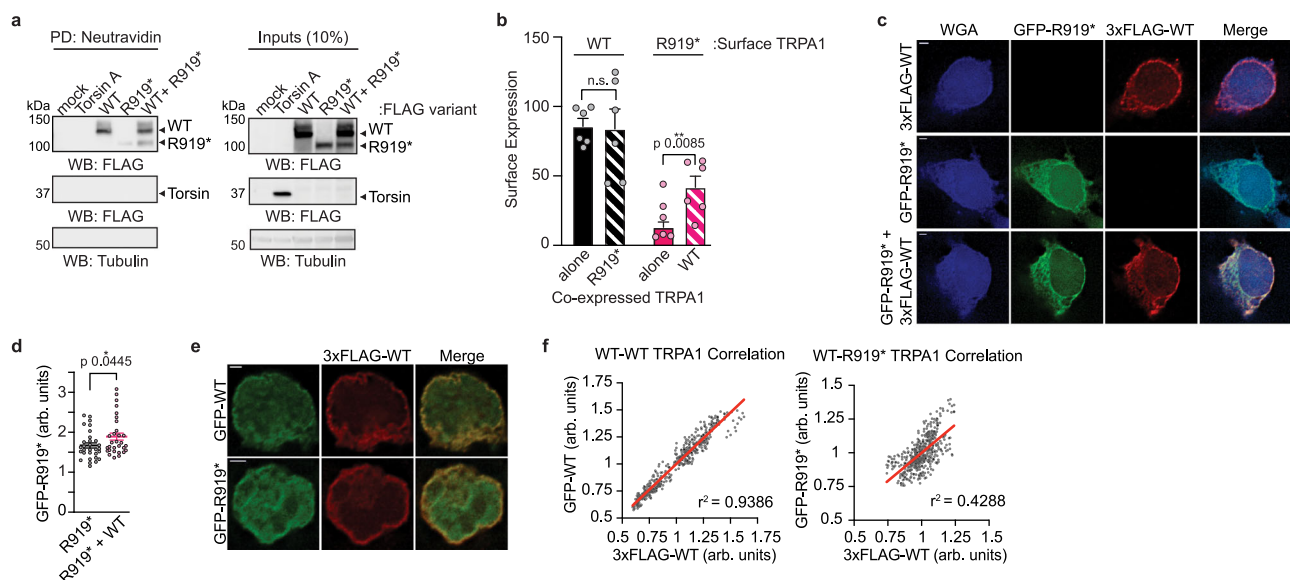 a
PD: Neutravidin
Inputs (10%)
kDa
mock
Torsin A
WT
R919*
WT+ R919*
mock
Torsin A
WT
R919*
WT + R919*
:FLAG variant
150
100
WT
R919*
WB: FLAG
kDa
150
100
WT
R919*
WB: FLAG
37
Torsin
WB: FLAG
37
Torsin
WB: FLAG
50
WB: Tubulin
50
WB: Tubulin
b
WT
R919*
:Surface TRPA1
Surface Expression
150
100
50
0
n.s.
**
p 0.0085
alone
R919*
alone
WT
Co-expressed TRPA1
c
WGA
GFP-R919*
3xFLAG-WT
Merge
3xFLAG-WT
GFP-R919*
GFP-R919* +
3xFLAG-WT
d
*
p 0.0445
GFP-R919* (arb. units)
3
2
1
0
R919*
R919* + WT
e
3xFLAG-WT
Merge
GFP-WT
GFP-R919*
f
WT-WT TRPA1 Correlation
GFP-WT (arb. units)
1.75
1.5
1.25
1
0.75
0.5
r² = 0.9386
0.5
0.75
1
1.25
1.5
1.75
3xFLAG-WT (arb. units)
WT-R919* TRPA1 Correlation
GFP-R919* (arb. units)
1.5
1.25
1
0.75
0.5
r² = 0.4288
0.5
0.75
1
1.25
1.5
3xFLAG-WT (arb. units)